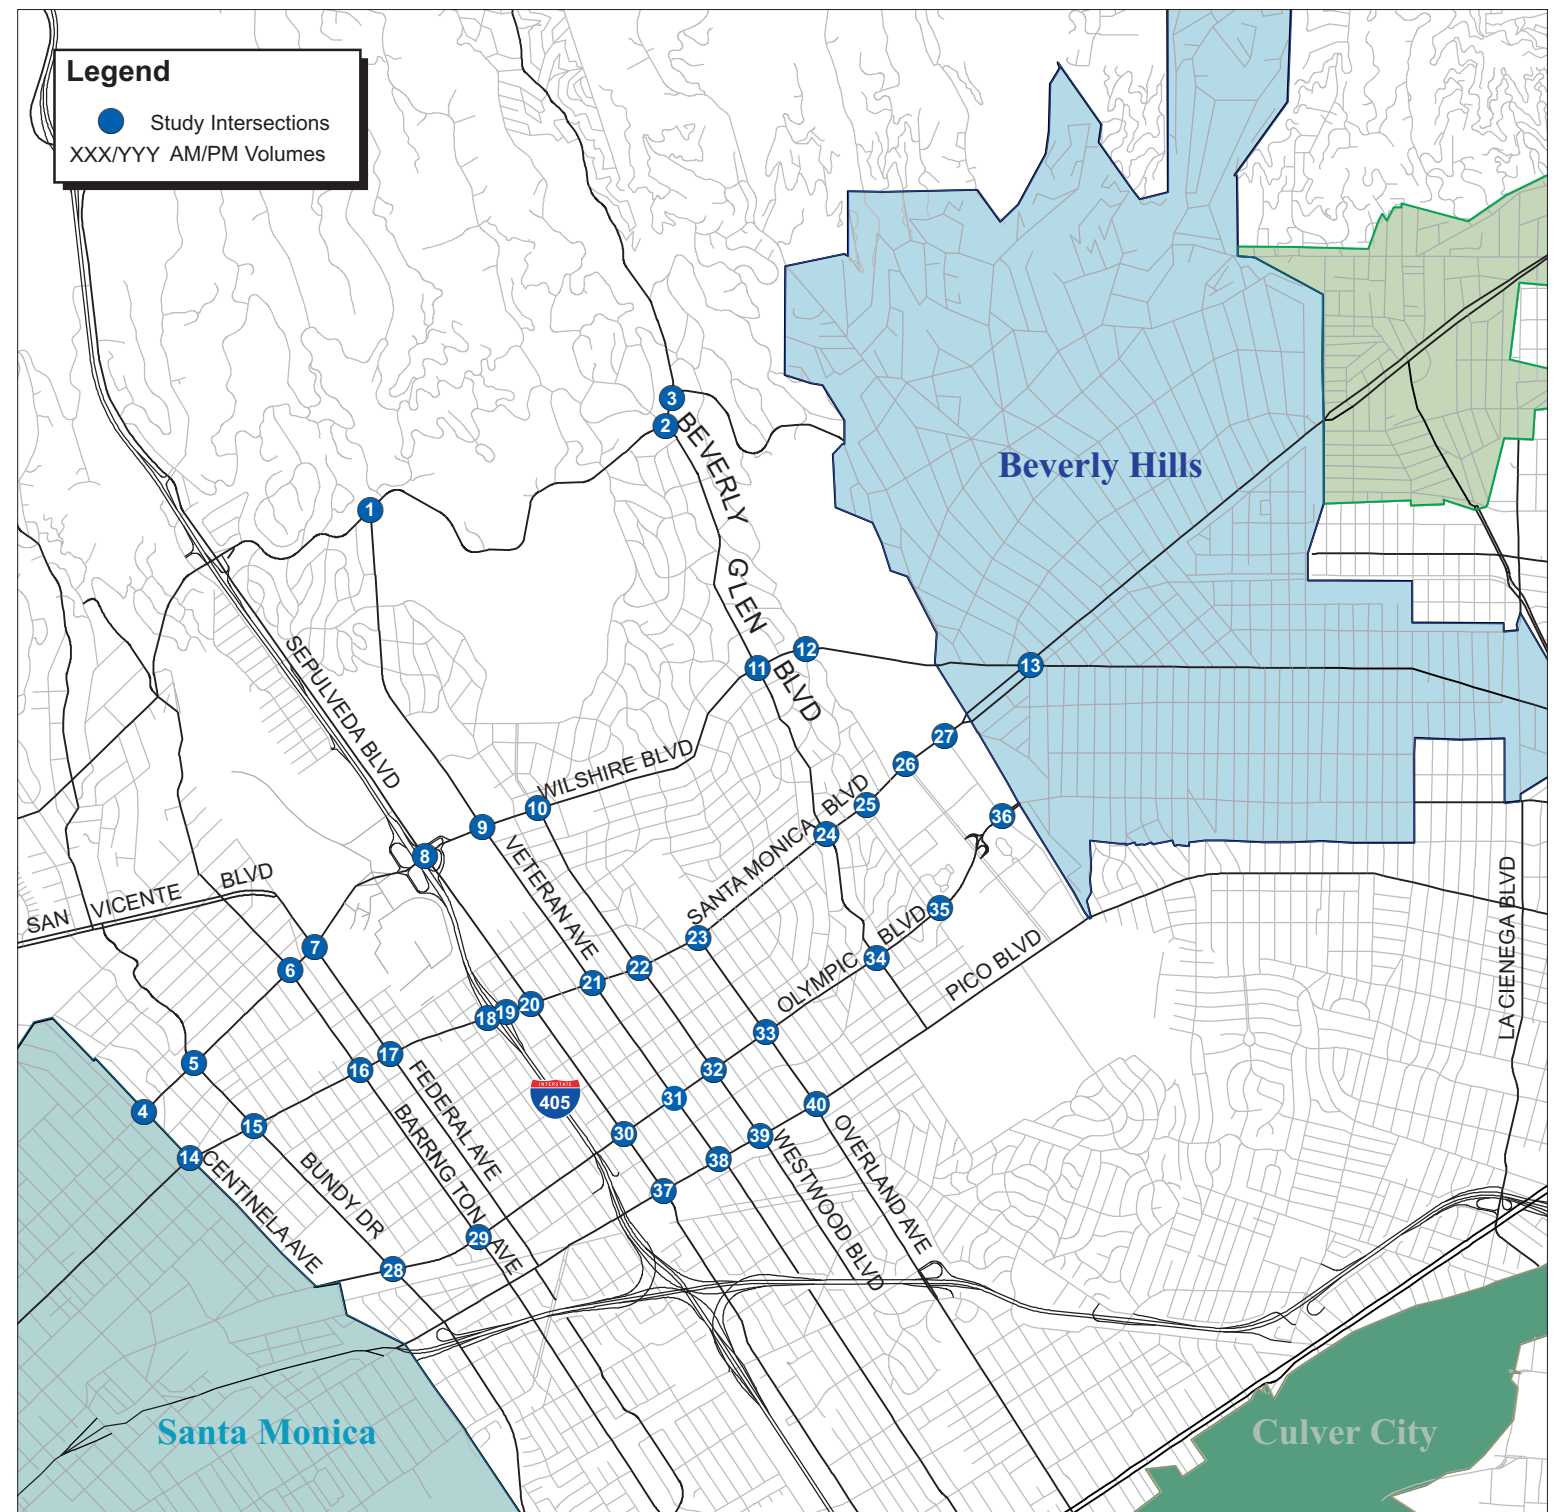 Legend
Study Intersections
XXX/YYY AM/PM Volumes
3
2
BEVERLY GLEN BLVD
Beverly Hills
1
SEPULVEDA BLVD
12
11
13
27
26
WILSHIRE BLVD
10
25
9
24
36
8
VETERAN AVE
SANTA MONICA BLVD
SAN VICENTE BLVD
LA CIENEGA BLVD
35
7
23
34
6
22
OLYMPIC BLVD
PICO BLVD
21
20
19
18
33
17
5
16
32
FEDERAL AVE
INTERSTATE
405
31
40
4
BARRNG TON AVE
15
30
39
OVERLAND AVE
14
38
WESTWOOD BLVD
CENTINELA AVE
BUNDY DR
37
29
28
Santa Monica
Culver City